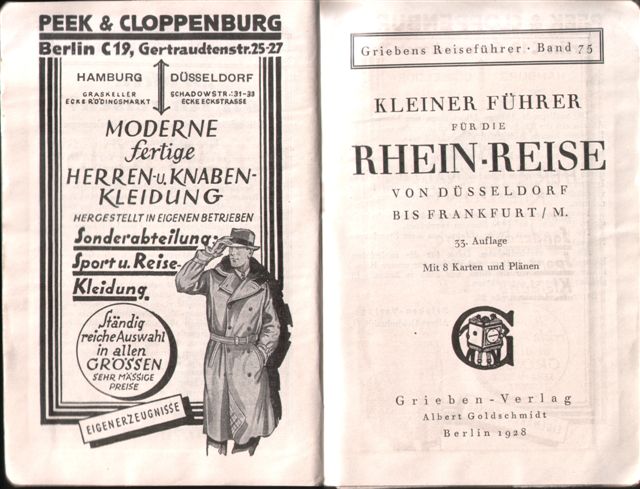 PEEK & CLOPPENBURG
Berlin C19, Gertraudtenstr. 25-27
HAMBURG
GRASKELLER
ECKE RÖDINGSMARKT
DÜSSELDORF
SCHADOWSTR. 31-33
ECKE ECKSTRASSE
MODERNE
fertige
HERREN-u. KNABEN-
KLEIDUNG
HERGESTELLT IN EIGENEN BETRIEBEN
Sonderabteilung:
Sport u. Reise-
Kleidung
Ständig
reiche Auswahl
in allen
GRÖSSEN
SEHR MÄSSIGE
PREISE
EIGENERZEUGNISSE
Griebens Reiseführer · Band 75
KLEINER FÜHRER
FÜR DIE
RHEIN-REISE
VON DÜSSELDORF
BIS FRANKFURT / M.
33. Auflage
Mit 8 Karten und Plänen
G
Grieben-Verlag
Albert Goldschmidt
Berlin 1928